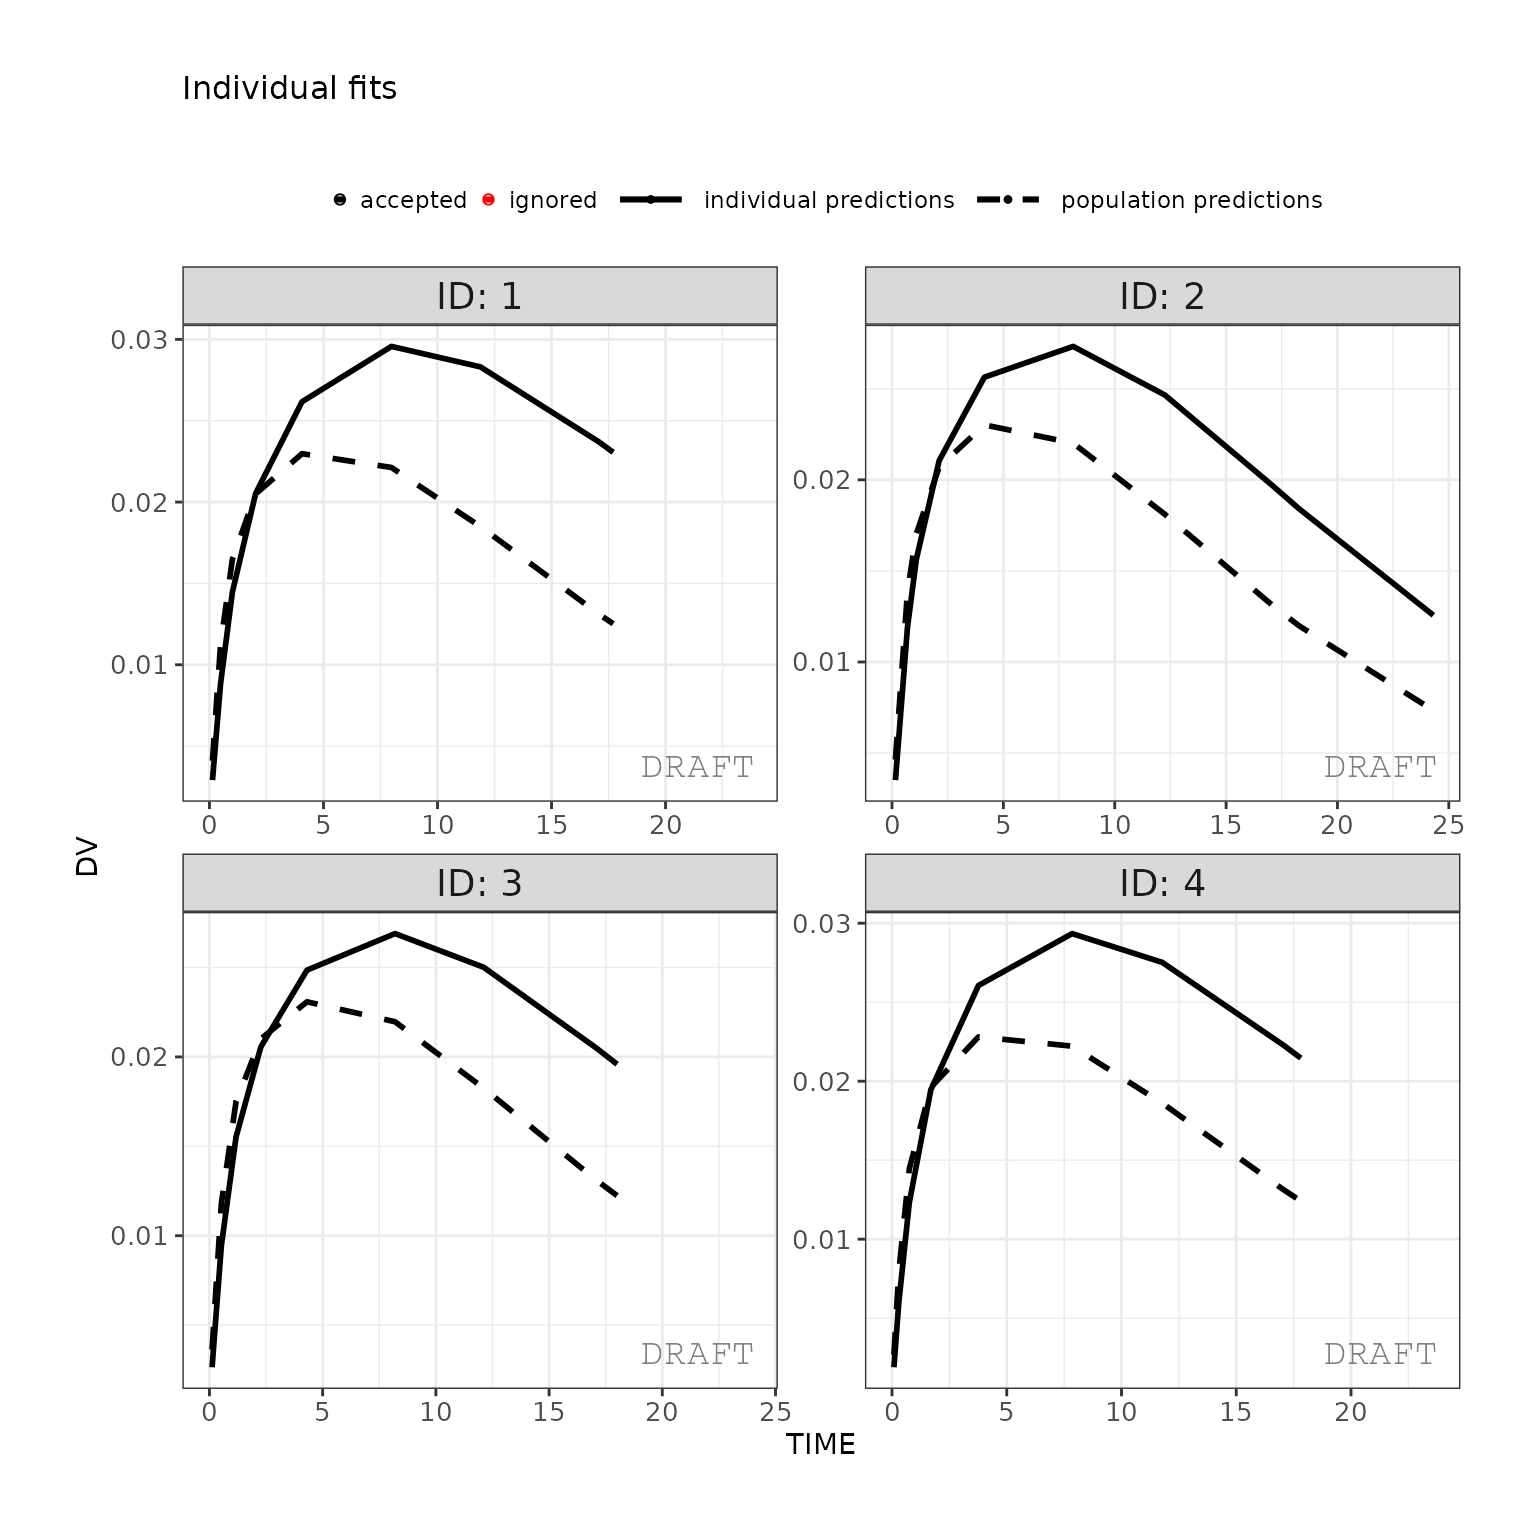 Individual fits
accepted ignored individual predictions population predictions
ID: 1 ID: 2
0.03
0.02
0.01
DRAFT
0 5 10 15 20
0.02
0.01
DRAFT
0 5 10 15 20 25
DV
ID: 3 ID: 4
0.02
0.01
DRAFT
0 5 10 15 20 25
0.03
0.02
0.01
DRAFT
0 5 10 15 20
TIME